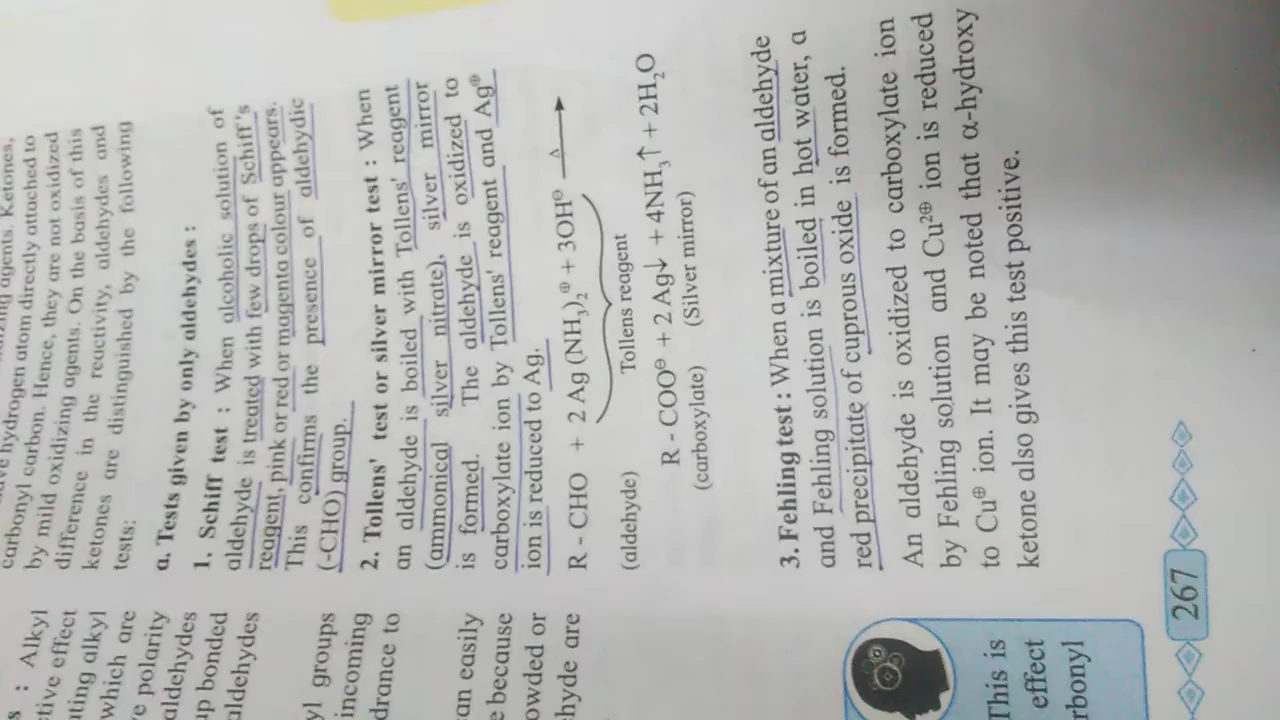 : Alkyl
ctive effect
uting alkyl
which are
polarity
aldehydes
up bonded
aldehydes
yl groups
incoming
drance to
an easily
e because
owded or
hyde are
This is
effect
rbonyl
agents. Ketones,
hydrogen atom directly attached to
carbonyl carbon. Hence, they are not oxidized
by mild oxidizing agents. On the basis of this
difference in the reactivity, aldehydes and
ketones are distinguished by the following
tests:
a. Tests given by only aldehydes :
1. Schiff test : When alcoholic solution of
aldehyde is treated with few drops of Schiff's
reagent, pink or red or magenta colour appears.
This confirms the presence of aldehydic
(-CHO) group.
2. Tollens' test or silver mirror test : When
an aldehyde is boiled with Tollens' reagent
(ammonical silver nitrate), silver mirror
is formed. The aldehyde is oxidized to
carboxylate ion by Tollens' reagent and Ag⊕
ion is reduced to Ag.
R - CHO + 2 Ag (NH₃)₂⊕ + 3OH⊖ △→
(aldehyde) Tollens reagent
R - COO⊖ + 2 Ag↓ + 4NH₃↑ + 2H₂O
(carboxylate) (Silver mirror)
3. Fehling test : When a mixture of an aldehyde
and Fehling solution is boiled in hot water, a
red precipitate of cuprous oxide is formed.
An aldehyde is oxidized to carboxylate ion
by Fehling solution and Cu²⊕ ion is reduced
to Cu⊕ ion. It may be noted that α-hydroxy
ketone also gives this test positive.
267